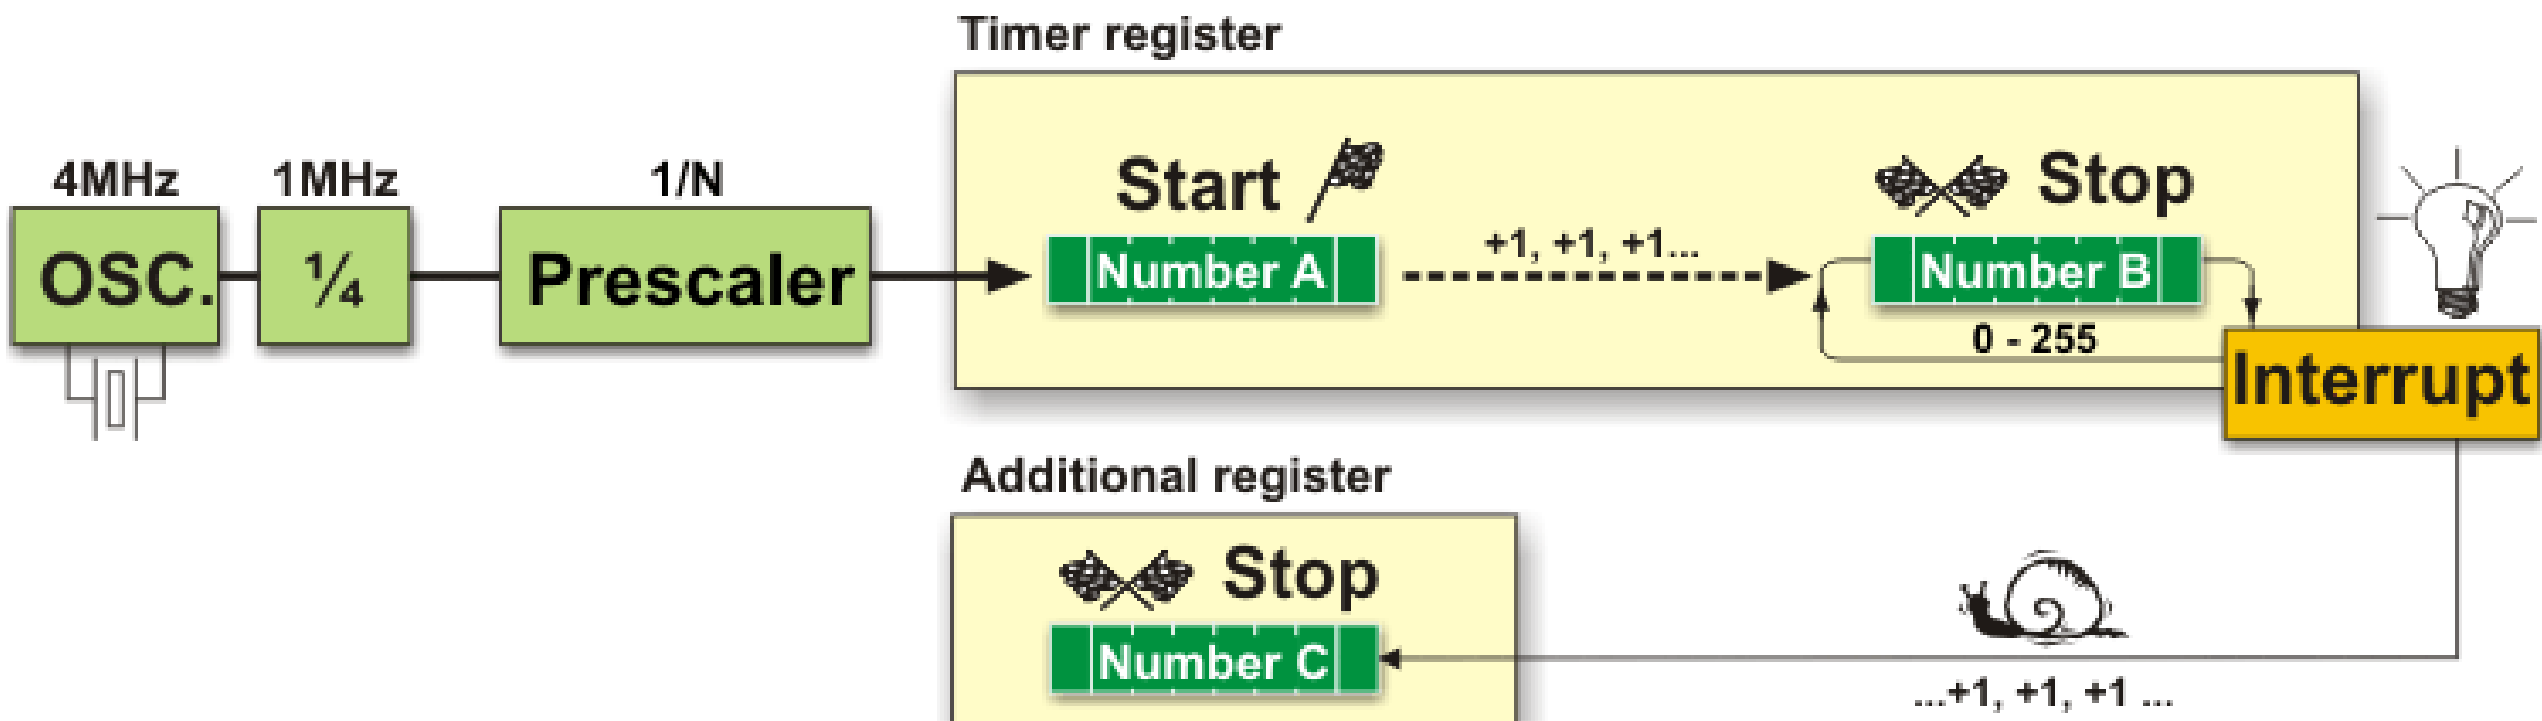 Timer register
4MHz 1MHz 1/N
Start Stop
OSC. ¼ Prescaler
Number A +1, +1, +1... Number B
0 - 255
Interrupt
Additional register
Stop
Number C
...+1, +1, +1 ...